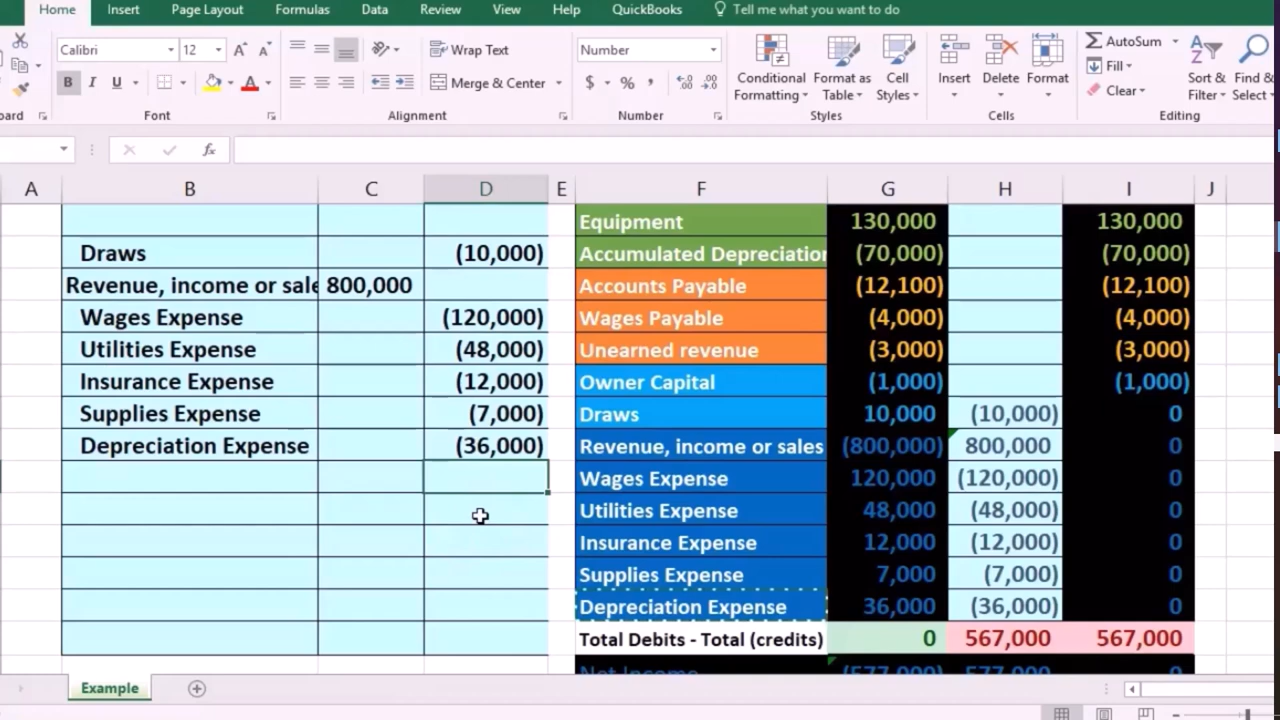 Home Insert Page Layout Formulas Data Review View Help QuickBooks Tell me what you want to do
Calibri 12 A A Wrap Text Number AutoSum
B I U A Merge & Center $ % , Conditional Formatting Format as Table Cell Styles Insert Delete Format Fill Clear Sort & Filter Find & Select
Font Alignment Number Styles Cells Editing
fx
A B C D E F G H I J
Equipment 130,000 130,000
Draws (10,000) Accumulated Depreciation (70,000) (70,000)
Revenue, income or sale 800,000 Accounts Payable (12,100) (12,100)
Wages Expense (120,000) Wages Payable (4,000) (4,000)
Utilities Expense (48,000) Unearned revenue (3,000) (3,000)
Insurance Expense (12,000) Owner Capital (1,000) (1,000)
Supplies Expense (7,000) Draws 10,000 (10,000) 0
Depreciation Expense (36,000) Revenue, income or sales (800,000) 800,000 0
Wages Expense 120,000 (120,000) 0
Utilities Expense 48,000 (48,000) 0
Insurance Expense 12,000 (12,000) 0
Supplies Expense 7,000 (7,000) 0
Depreciation Expense 36,000 (36,000) 0
Total Debits - Total (credits) 0 567,000 567,000
Net Income (577,000) 577,000 0
Example